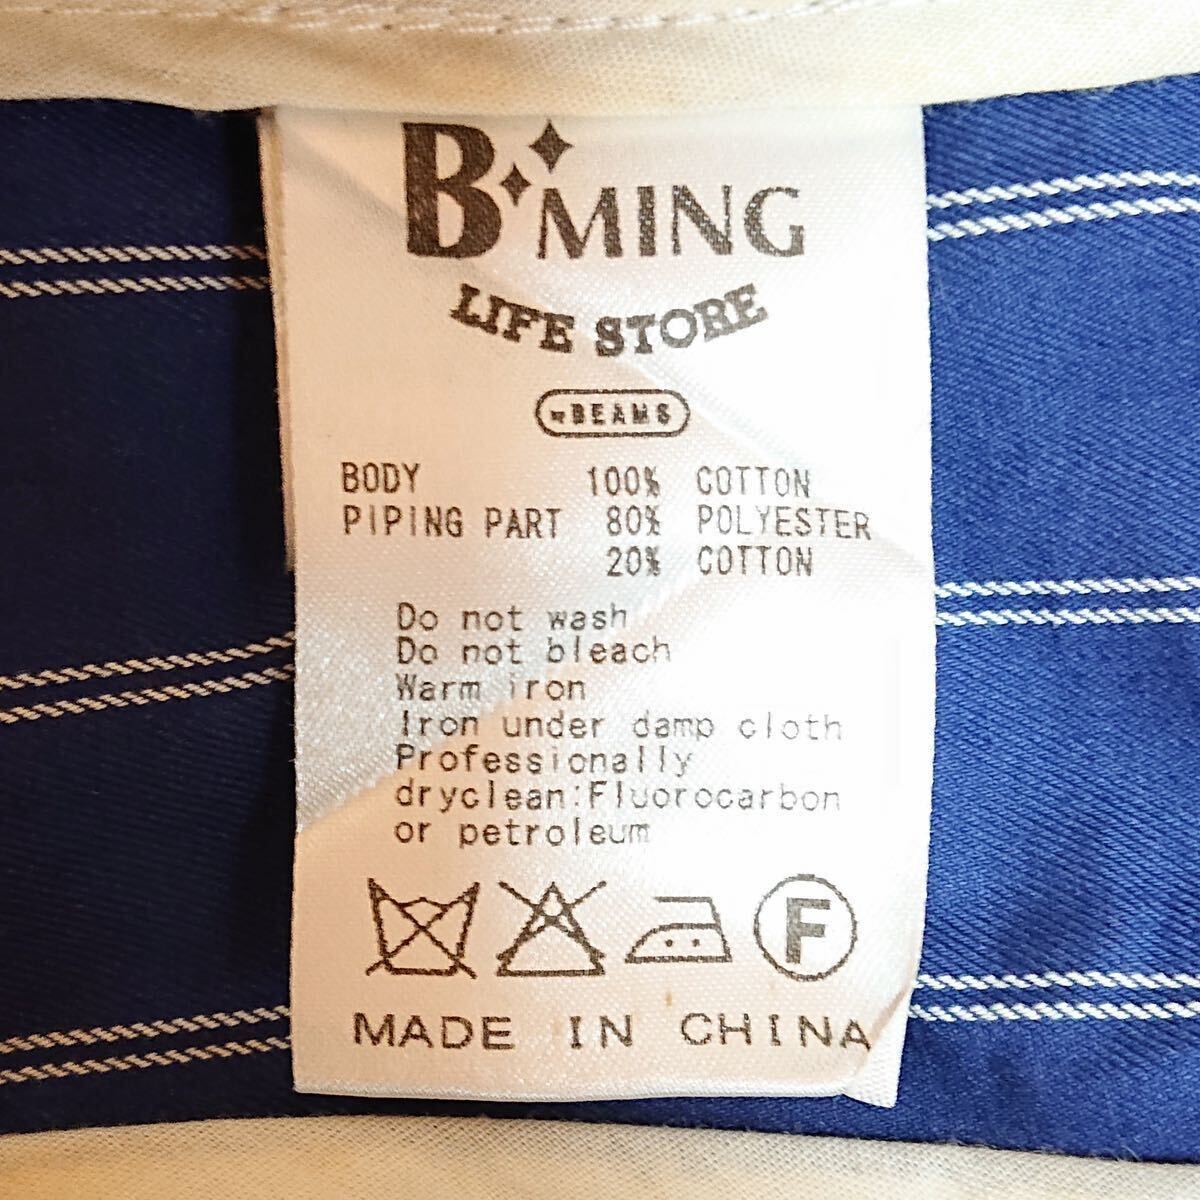 B MING
LIFE STORE
BEAMS
BODY 100% COTTON
PIPING PART 80% POLYESTER
20% COTTON
Do not wash
Do not bleach
Warm iron
Iron under damp cloth
Professionally
dryclean:Fluorocarbon
or petroleum
F
MADE IN CHINA